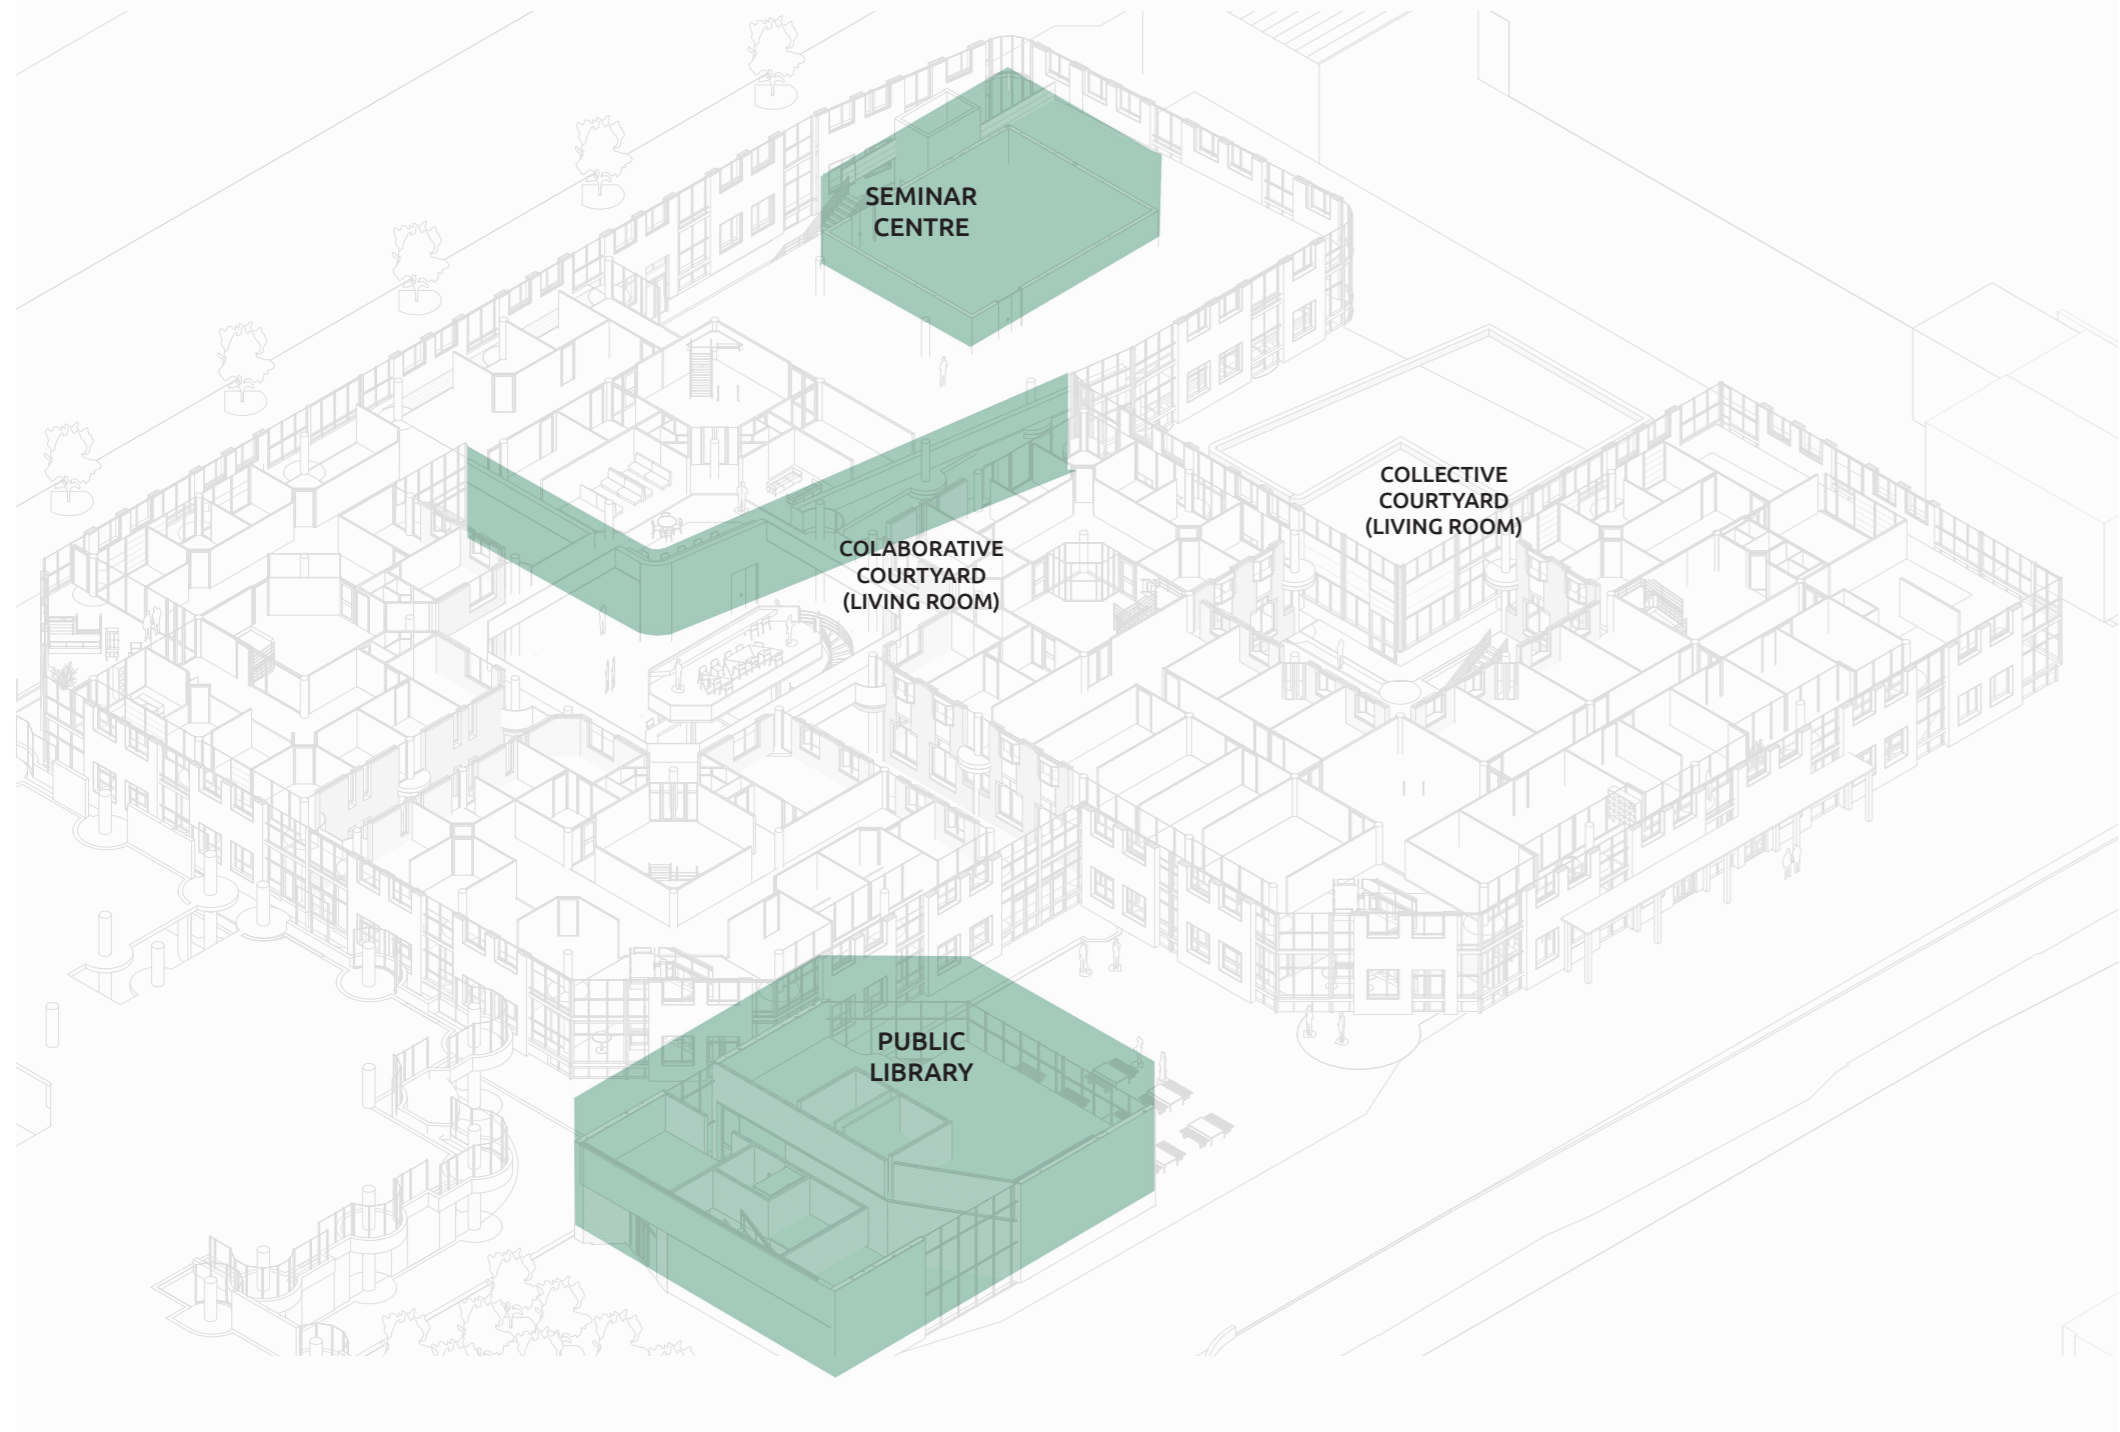 SEMINAR
CENTRE
COLLECTIVE
COURTYARD
(LIVING ROOM)
COLABORATIVE
COURTYARD
(LIVING ROOM)
PUBLIC
LIBRARY